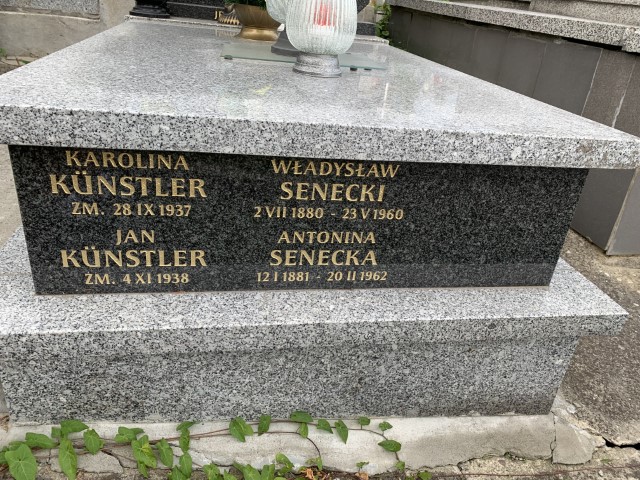 KAROLINA
KÜNSTLER
ZM. 28 IX 1937
JAN
KÜNSTLER
ZM. 4 XI 1938
WŁADYSŁAW
SENECKI
2 VII 1880 - 23 V 1960
ANTONINA
SENECKA
12 I 1881 - 20 II 1962